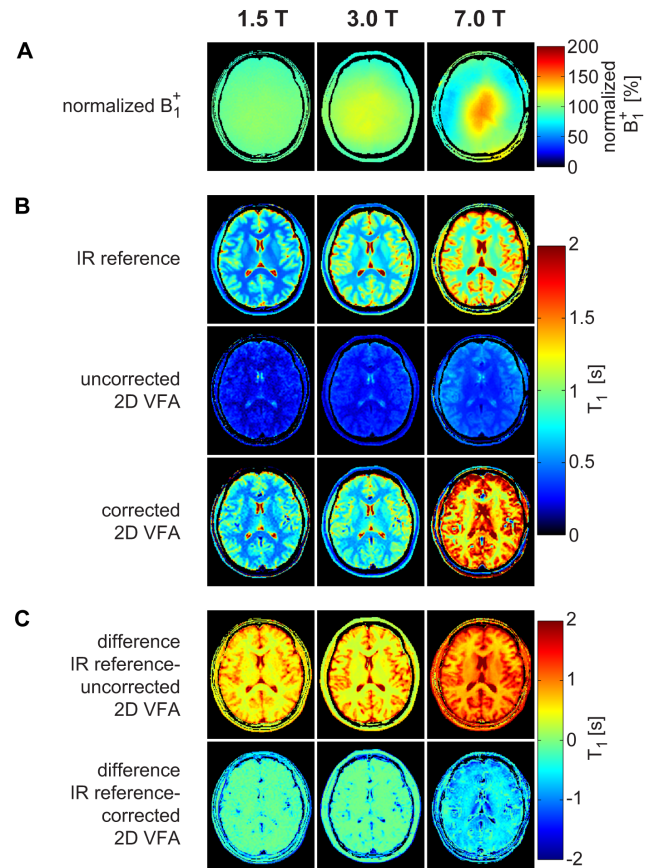 1.5 T 3.0 T 7.0 T
A
normalized B₁⁺
200
150
100
50
0
normalized
B₁⁺ [%]
B
IR reference
uncorrected
2D VFA
corrected
2D VFA
2
1.5
1
0.5
0
T₁ [s]
C
difference
IR reference-
uncorrected
2D VFA
difference
IR reference-
corrected
2D VFA
2
1
0
-1
-2
T₁ [s]